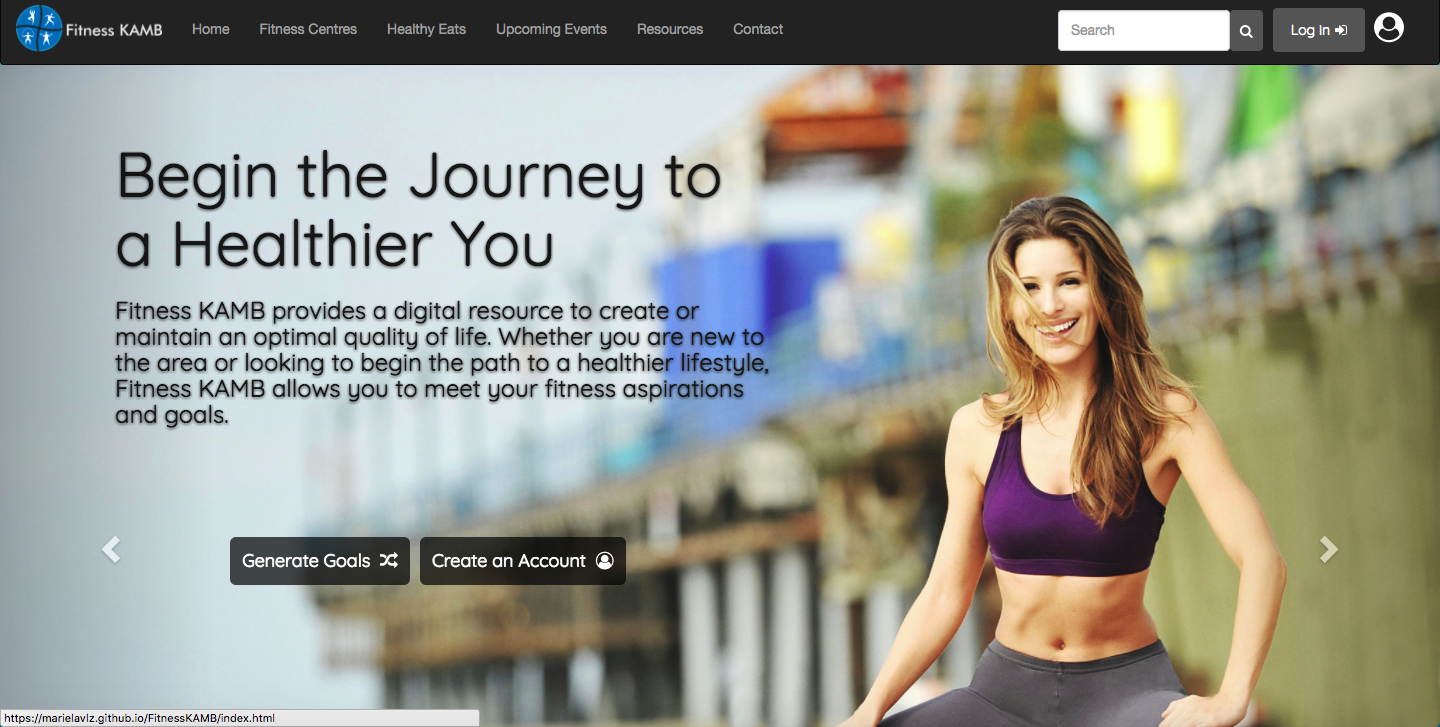 Fitness KAMB
Home
Fitness Centres
Healthy Eats
Upcoming Events
Resources
Contact
Search
Log In
Begin the Journey to
a Healthier You
Fitness KAMB provides a digital resource to create or
maintain an optimal quality of life. Whether you are new to
the area or looking to begin the path to a healthier lifestyle,
Fitness KAMB allows you to meet your fitness aspirations
and goals.
Generate Goals
Create an Account
https://marielavlz.github.io/FitnessKAMB/index.html